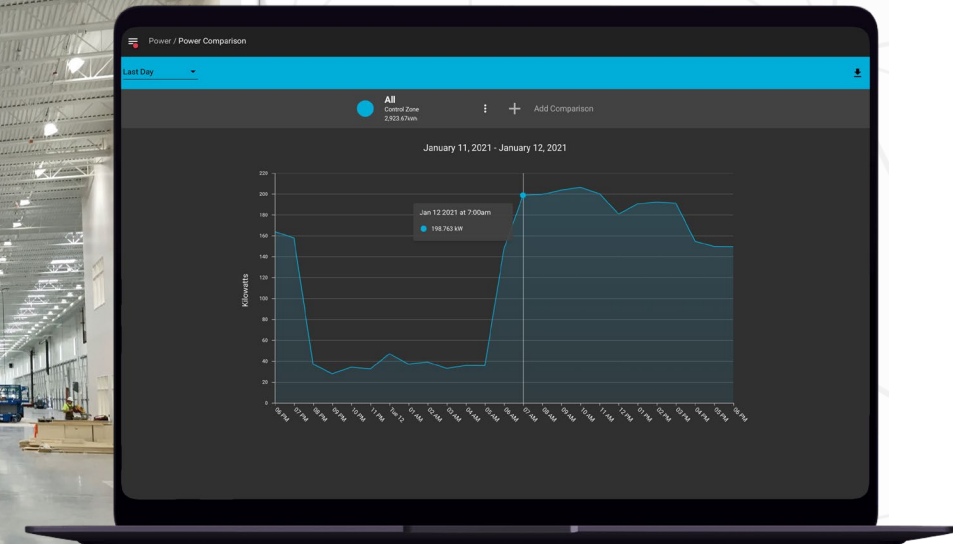 Power / Power Comparison
Last Day
All
Control Zone
2,923.67kWh
Add Comparison
January 11, 2021 - January 12, 2021
Kilowatts
220
200
180
160
140
120
100
80
60
40
20
0
Jan 12 2021 at 7:00am
198.763 kW
06 PM
07 PM
08 PM
09 PM
10 PM
11 PM
Tue 12
01 AM
02 AM
03 AM
04 AM
05 AM
06 AM
07 AM
08 AM
09 AM
10 AM
11 AM
12 PM
01 PM
02 PM
03 PM
04 PM
05 PM
06 PM